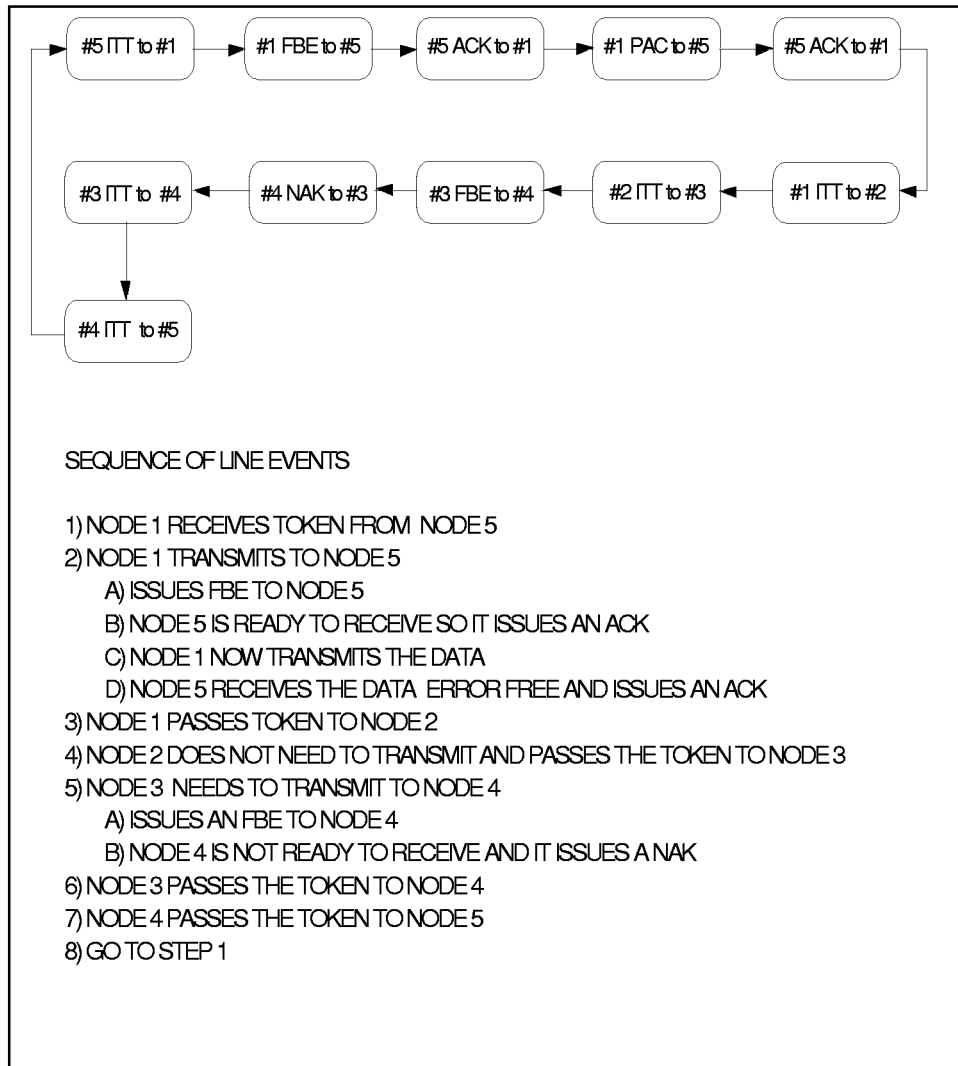 #5 ITT to #1
#1 FBE to #5
#5 ACK to #1
#1 PAC to #5
#5 ACK to #1
#3 ITT to #4
#4 NAK to #3
#3 FBE to #4
#2 ITT to #3
#1 ITT to #2
#4 ITT to #5
SEQUENCE OF LINE EVENTS
1) NODE 1 RECEIVES TOKEN FROM NODE 5
2) NODE 1 TRANSMITS TO NODE 5
A) ISSUES FBE TO NODE 5
B) NODE 5 IS READY TO RECEIVE SO IT ISSUES AN ACK
C) NODE 1 NOW TRANSMITS THE DATA
D) NODE 5 RECEIVES THE DATA ERROR FREE AND ISSUES AN ACK
3) NODE 1 PASSES TOKEN TO NODE 2
4) NODE 2 DOES NOT NEED TO TRANSMIT AND PASSES THE TOKEN TO NODE 3
5) NODE 3 NEEDS TO TRANSMIT TO NODE 4
A) ISSUES AN FBE TO NODE 4
B) NODE 4 IS NOT READY TO RECEIVE AND IT ISSUES A NAK
6) NODE 3 PASSES THE TOKEN TO NODE 4
7) NODE 4 PASSES THE TOKEN TO NODE 5
8) GO TO STEP 1